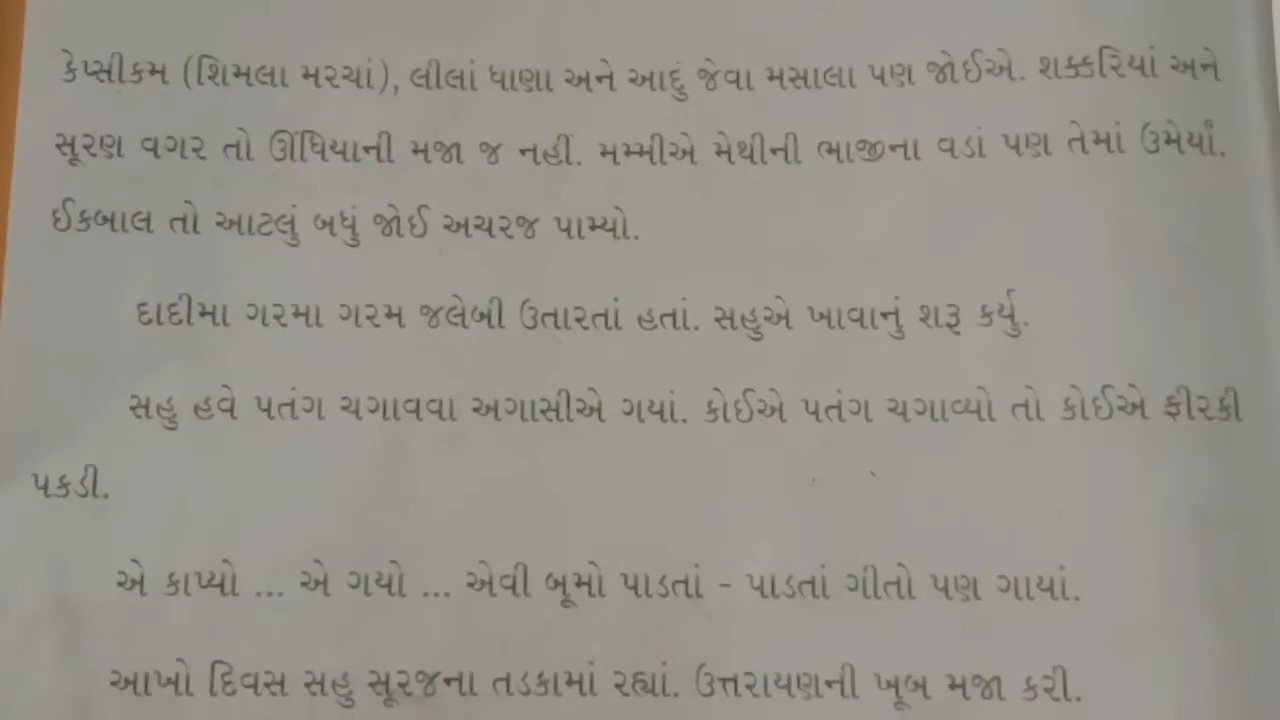 કેપ્સીકમ (શિમલા મરચાં), લીલાં ધાણા અને આદું જેવા મસાલા પણ જોઈએ. શક્કરિયાં અને
સૂરણ વગર તો ઊંધિયાની મજા જ નહીં. મમ્મીએ મેથીની ભાજીના વડાં પણ તેમાં ઉમેર્યાં.
ઈકબાલ તો આટલું બધું જોઈ અચરજ પામ્યો.
દાદીમા ગરમા ગરમ જલેબી ઉતારતાં હતાં. સહુએ ખાવાનું શરૂ કર્યુ.
સહુ હવે પતંગ ચગાવવા અગાસીએ ગયાં. કોઈએ પતંગ ચગાવ્યો તો કોઈએ ફીરકી
પકડી.
એ કાપ્યો ... એ ગયો ... એવી બૂમો પાડતાં - પાડતાં ગીતો પણ ગાયાં.
આખો દિવસ સહુ સૂરજના તડકામાં રહ્યાં. ઉત્તરાયણની ખૂબ મજા કરી.